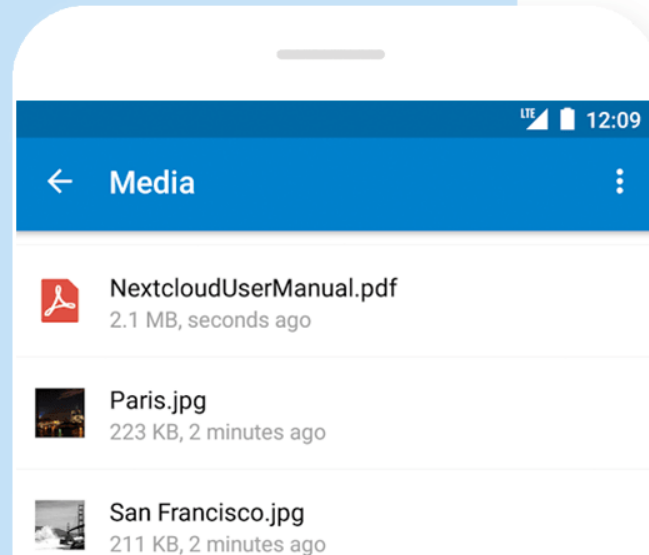 LTE 12:09
Media
NextcloudUserManual.pdf
2.1 MB, seconds ago
Paris.jpg
223 KB, 2 minutes ago
San Francisco.jpg
211 KB, 2 minutes ago